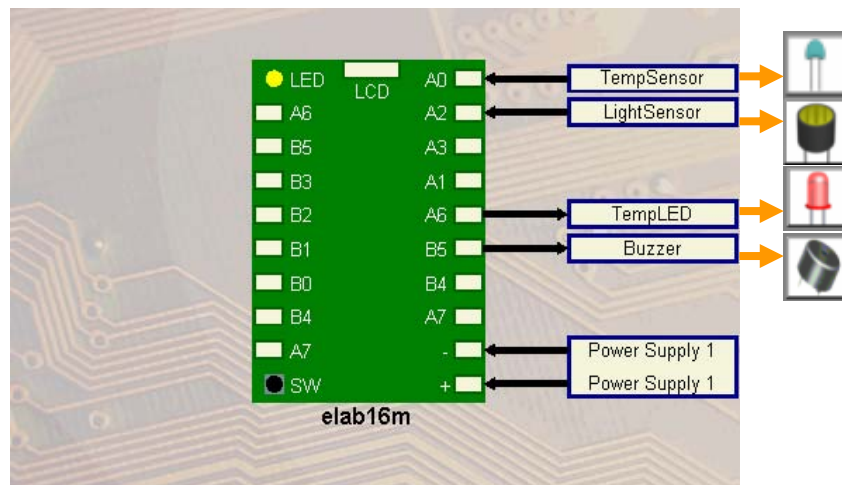 LED LCD A0 TempSensor
A6 A2 LightSensor
B5 A3
B3 A1
B2 A6 TempLED
B1 B5 Buzzer
B0 B4
B4 A7
A7 - Power Supply 1
SW + Power Supply 1
elab16m